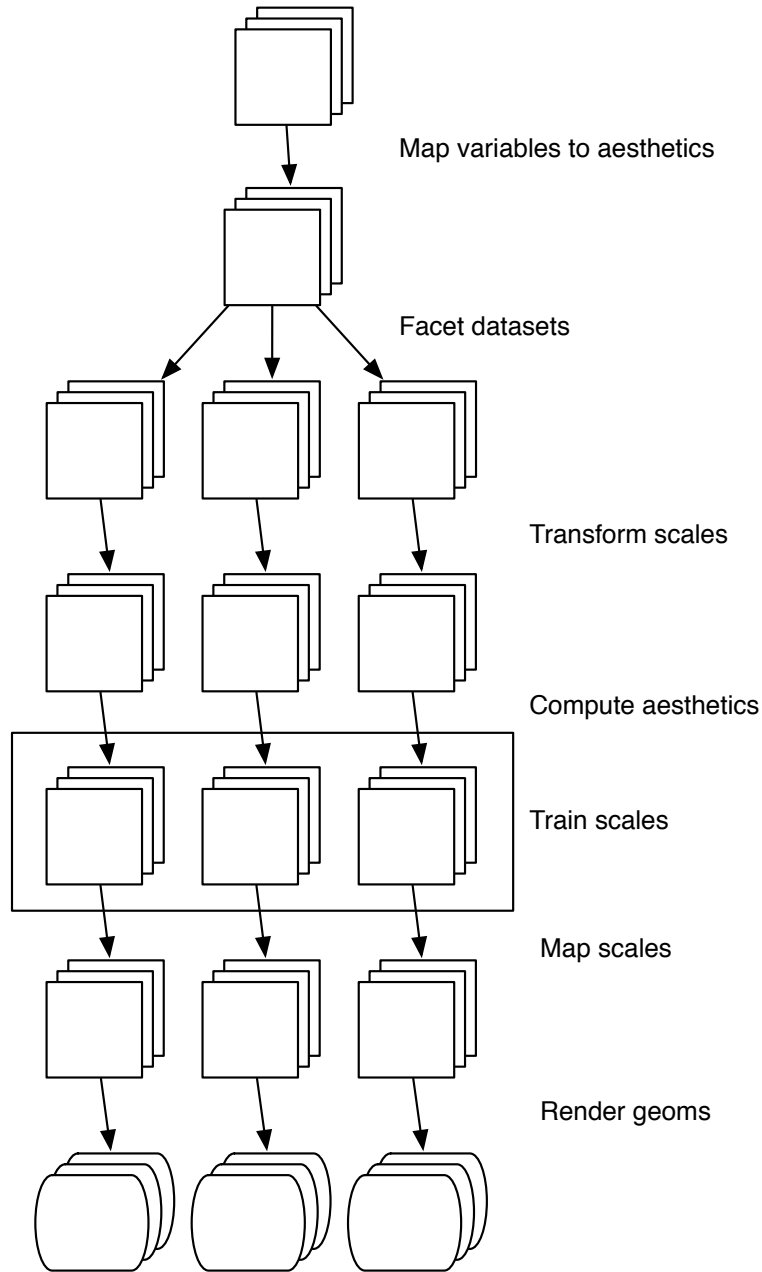 Map variables to aesthetics
Facet datasets
Transform scales
Compute aesthetics
Train scales
Map scales
Render geoms